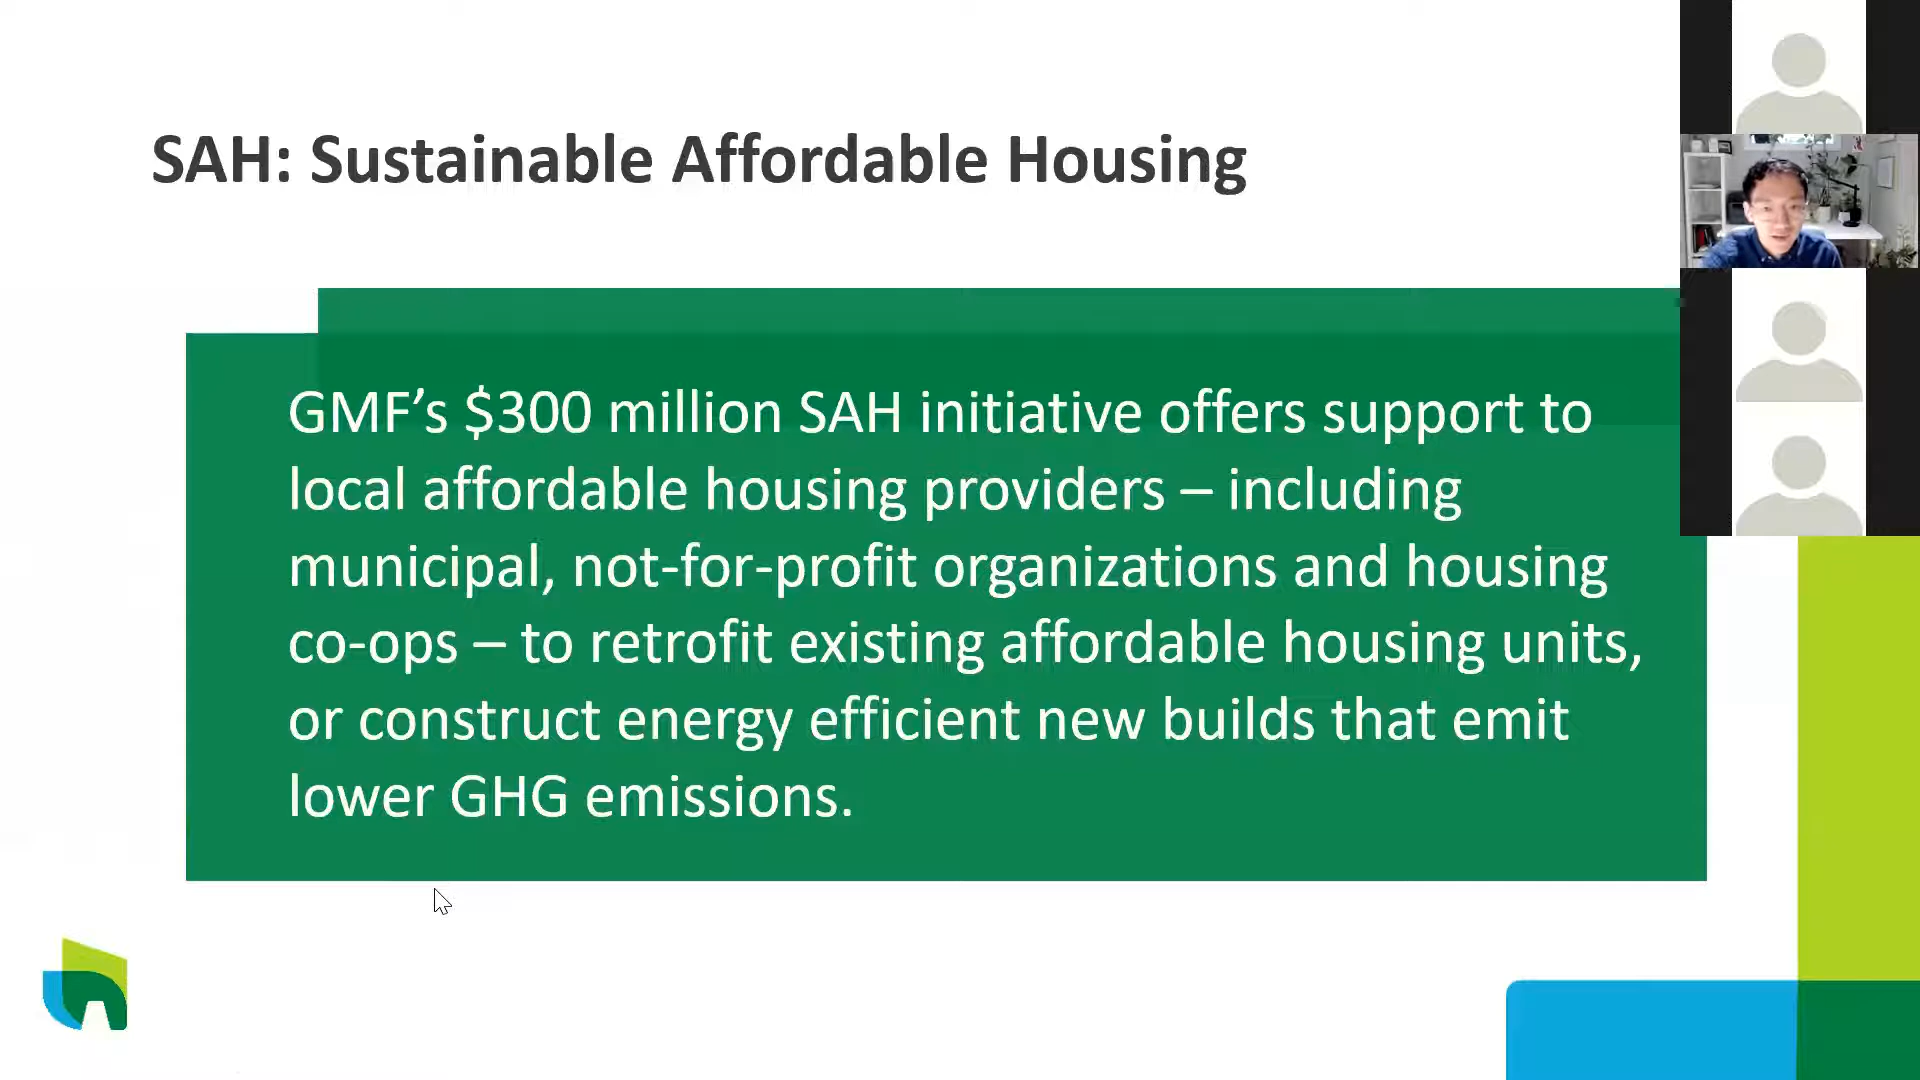 SAH: Sustainable Affordable Housing
GMF’s $300 million SAH initiative offers support to
local affordable housing providers – including
municipal, not-for-profit organizations and housing
co-ops – to retrofit existing affordable housing units,
or construct energy efficient new builds that emit
lower GHG emissions.